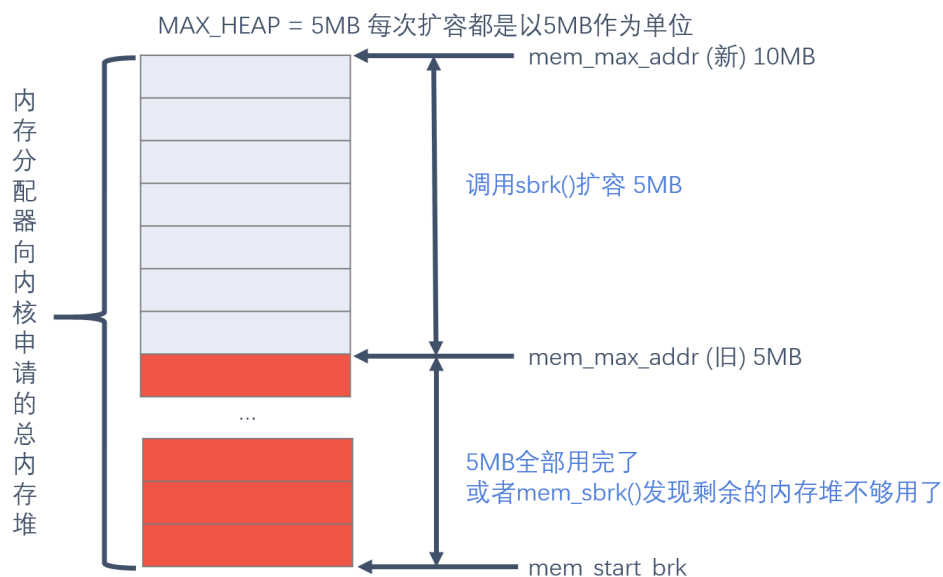 MAX_HEAP = 5MB 每次扩容都是以5MB作为单位
mem_max_addr (新) 10MB
内存分配器向内核申请的总内存堆
调用sbrk()扩容 5MB
mem_max_addr (旧) 5MB
...
5MB全部用完了
或者mem_sbrk()发现剩余的内存堆不够用了
mem_start_brk